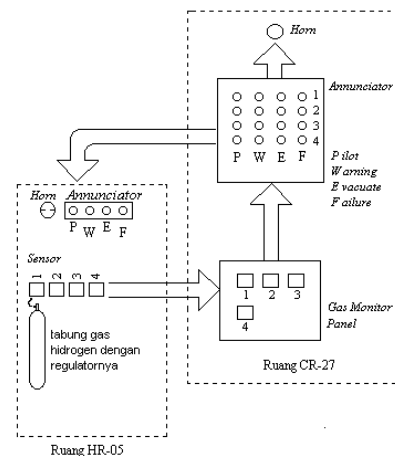 Horn
Annunciator
1
2
3
4
P W E F
Pilot
Warning
Evacuate
Failure
Horn Annunciator
P W E F
Sensor
1 2 3 4
1 2 3
4
Gas Monitor
Panel
tabung gas
hidrogen dengan
regulatornya
Ruang CR-27
Ruang HR-05